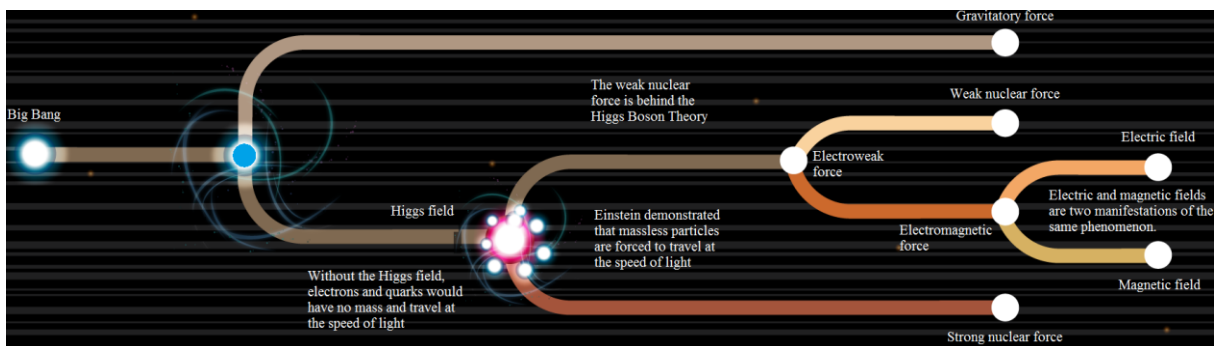 Gravitatory force
The weak nuclear
force is behind the
Higgs Boson Theory
Weak nuclear force
Big Bang
Electric field
Electroweak
force
Higgs field
Einstein demonstrated
that massless particles
are forced to travel at
the speed of light
Electric and magnetic fields
are two manifestations of the
same phenomenon.
Electromagnetic
force
Without the Higgs field,
electrons and quarks would
have no mass and travel at
the speed of light
Magnetic field
Strong nuclear force